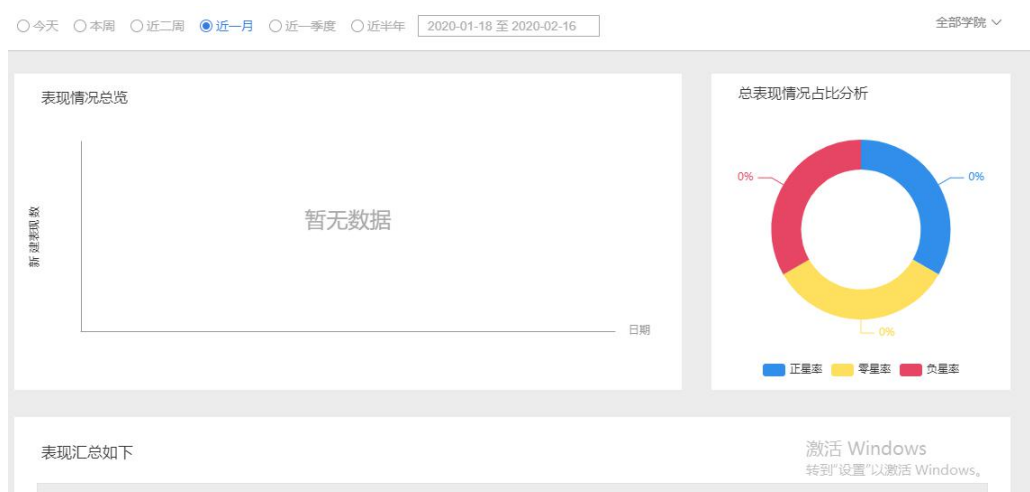 今天 本周 近二周 近一月 近一季度 近半年 2020-01-18 至 2020-02-16 全部学院
表现情况总览
新建表现数
暂无数据
日期
总表现情况占比分析
0% 0%
0%
正星率 零星率 负星率
表现汇总如下
激活 Windows
转到“设置”以激活 Windows。